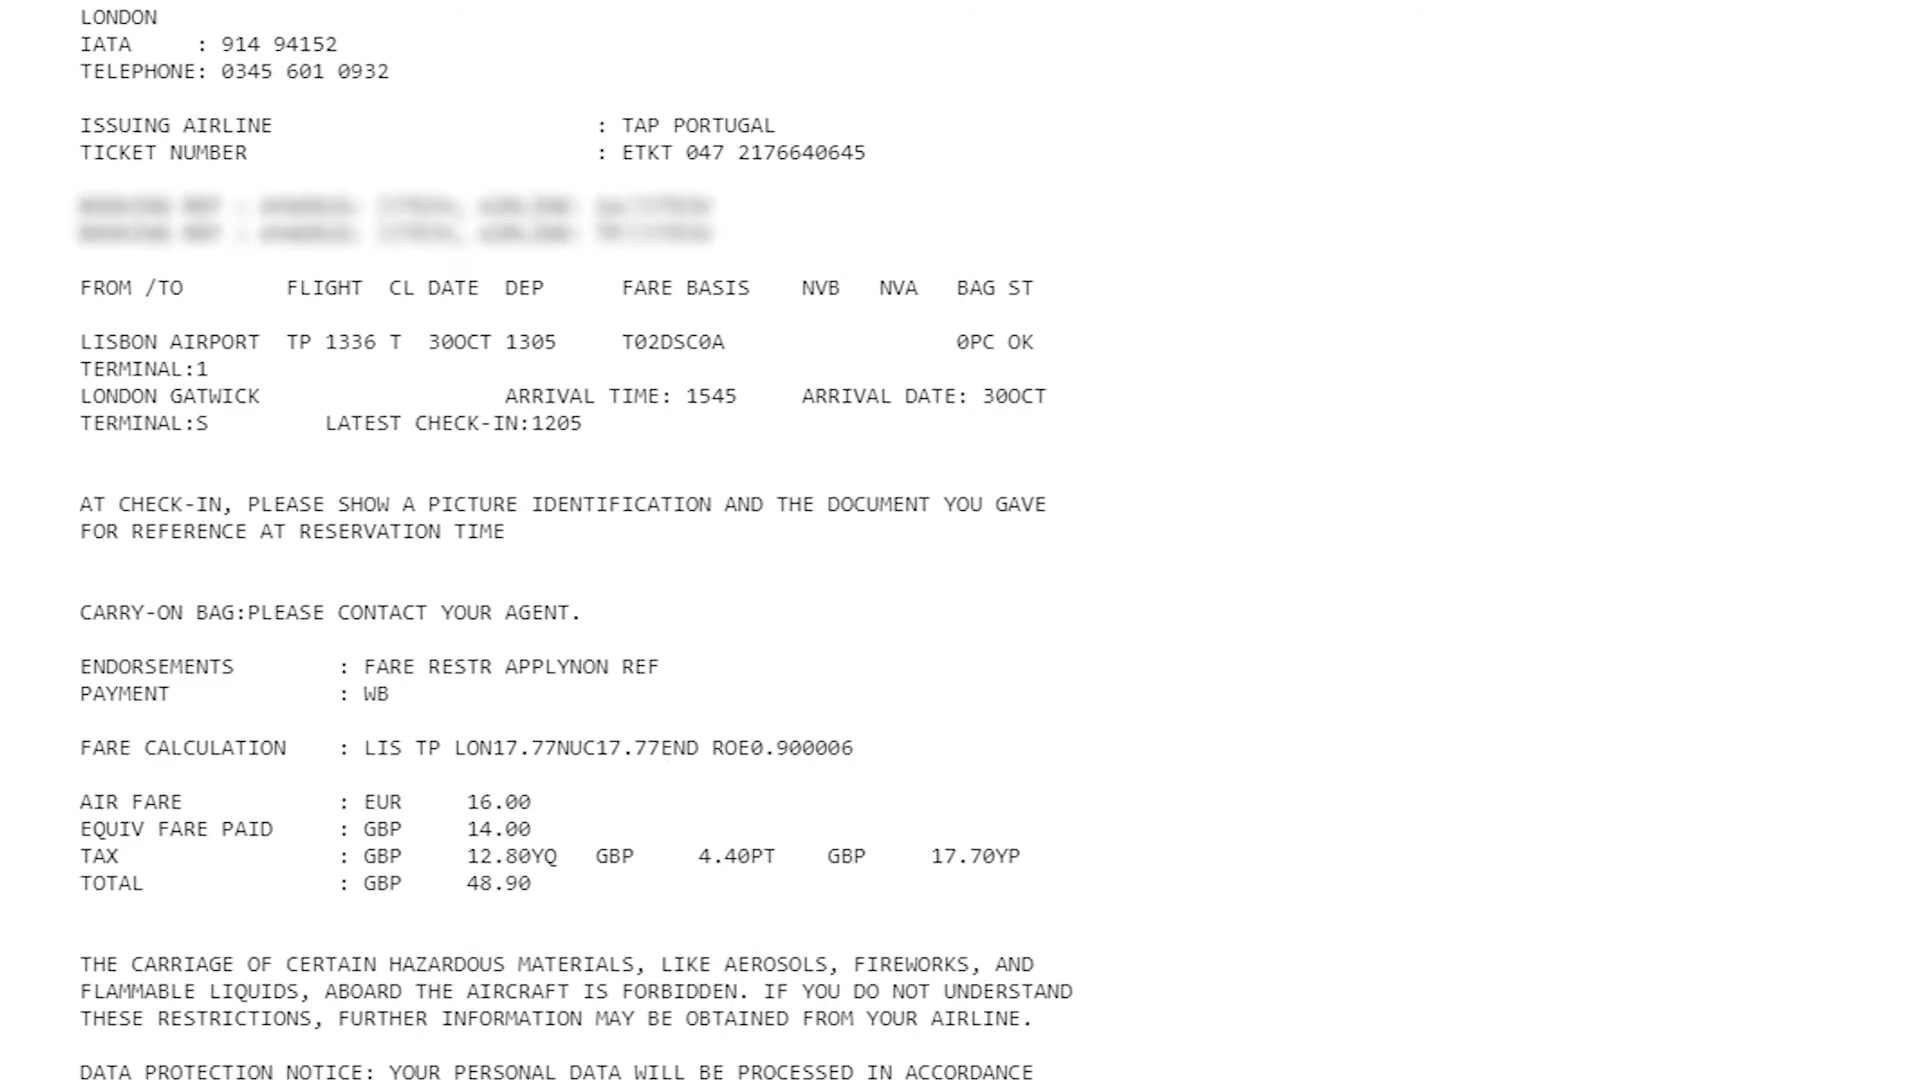 LONDON
IATA : 914 94152
TELEPHONE: 0345 601 0932
ISSUING AIRLINE : TAP PORTUGAL
TICKET NUMBER : ETKT 047 2176640645
FROM /TO FLIGHT CL DATE DEP FARE BASIS NVB NVA BAG ST
LISBON AIRPORT TP 1336 T 30OCT 1305 T02DSC0A 0PC OK
TERMINAL:1
LONDON GATWICK ARRIVAL TIME: 1545 ARRIVAL DATE: 30OCT
TERMINAL:S LATEST CHECK-IN:1205
AT CHECK-IN, PLEASE SHOW A PICTURE IDENTIFICATION AND THE DOCUMENT YOU GAVE
FOR REFERENCE AT RESERVATION TIME
CARRY-ON BAG:PLEASE CONTACT YOUR AGENT.
ENDORSEMENTS : FARE RESTR APPLYNON REF
PAYMENT : WB
FARE CALCULATION : LIS TP LON17.77NUC17.77END ROE0.900006
AIR FARE : EUR 16.00
EQUIV FARE PAID : GBP 14.00
TAX : GBP 12.80YQ GBP 4.40PT GBP 17.70YP
TOTAL : GBP 48.90
THE CARRIAGE OF CERTAIN HAZARDOUS MATERIALS, LIKE AEROSOLS, FIREWORKS, AND
FLAMMABLE LIQUIDS, ABOARD THE AIRCRAFT IS FORBIDDEN. IF YOU DO NOT UNDERSTAND
THESE RESTRICTIONS, FURTHER INFORMATION MAY BE OBTAINED FROM YOUR AIRLINE.
DATA PROTECTION NOTICE: YOUR PERSONAL DATA WILL BE PROCESSED IN ACCORDANCE